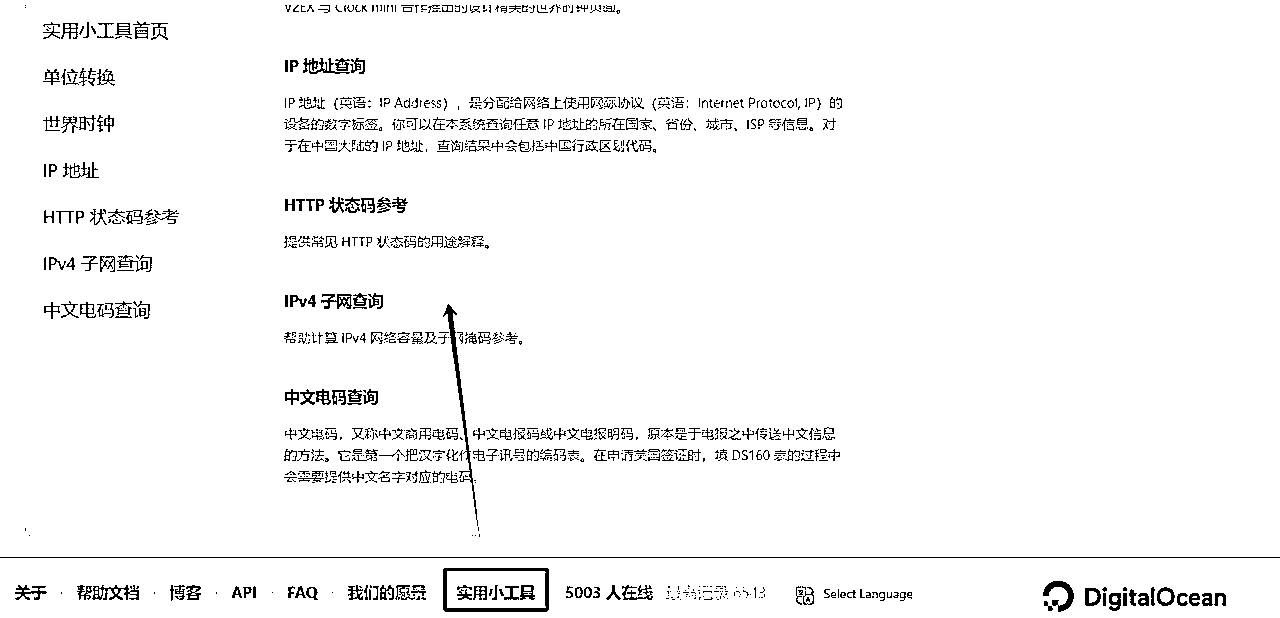 实用小工具首页
单位转换
世界时钟
IP 地址
HTTP 状态码参考
IPv4 子网查询
中文电码查询
V2EX 与 Clock mini 合作推出的设计精美的世界时钟页面。
IP 地址查询
IP 地址（英语：IP Address），是分配给网络上使用网际协议（英语：Internet Protocol, IP）的
设备的数字标签。你可以在本系统查询任意 IP 地址的所在国家、省份、城市、ISP 等信息。对
于在中国大陆的 IP 地址，查询结果中会包括中国行政区划代码。
HTTP 状态码参考
提供常见 HTTP 状态码的用途解释。
IPv4 子网查询
帮助计算 IPv4 网络容量及子网掩码参考。
中文电码查询
中文电码，又称中文商用电码、中文电报码或中文电报明码，原本是于电报之中传送中文信息
的方法。它是第一个把汉字化作电子讯号的编码表。在申请美国签证时，填 DS160 表的过程中
会需要提供中文名字对应的电码。
关于 · 帮助文档 · 博客 · API · FAQ · 我们的愿景 实用小工具 5003 人在线 最高记录 6543 Select Language
DigitalOcean